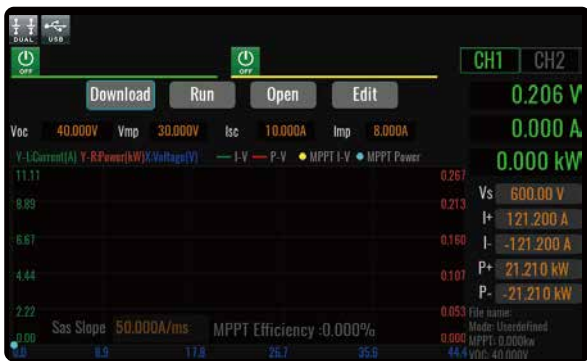 DUAL USB
OFF OFF
CH1 CH2
Download Run Open Edit
0.206 V
Voc 40.000V Vmp 30.000V Isc 10.000A Imp 8.000A
0.000 A
Y-L:Current(A) Y-R:Power(kW) X:Voltage(V) I-V P-V MPPT I-V MPPT Power
0.000 kW
11.11 0.267
Vs 600.00 V
8.89 0.213
I+ 121.200 A
6.67 0.160
I- -121.200 A
4.44 0.107
P+ 21.210 kW
P- -21.210 kW
2.22 0.053
File name:
Sas Slope 50.000A/ms MPPT Efficiency :0.000%
Mode: Userdefined
0.00 0.000
MPPT: 0.000kw
0.0 8.9 17.8 26.7 35.6 44.4
VOC: 40.000V